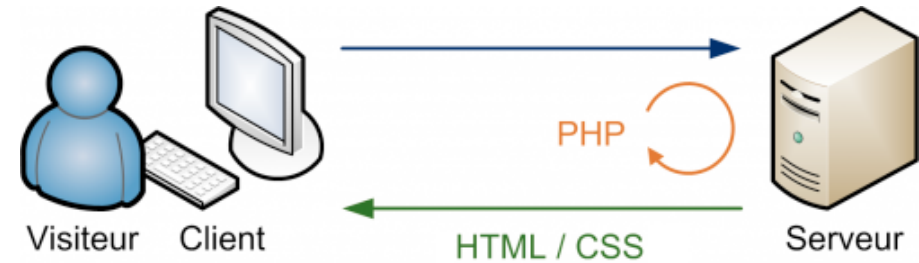 PHP
Visiteur
Client
HTML / CSS
Serveur